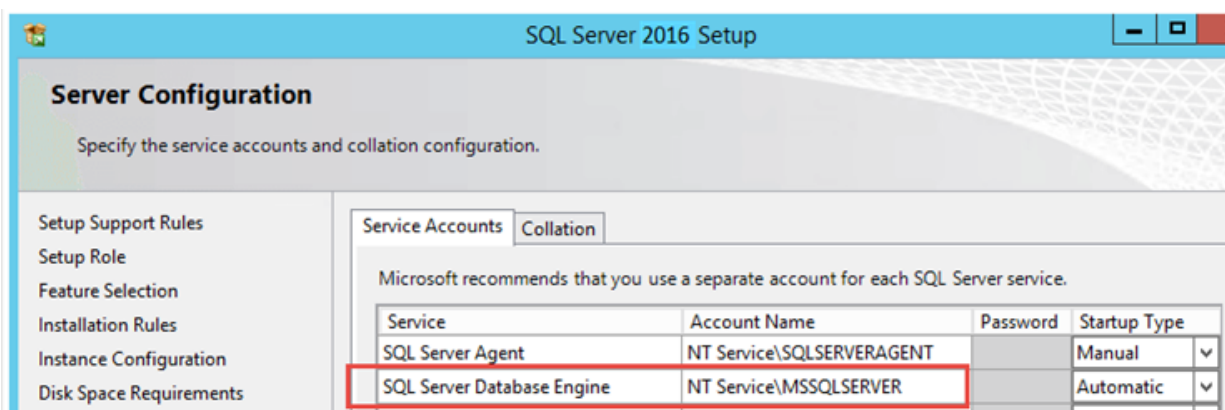 SQL Server 2016 Setup
Server Configuration
Specify the service accounts and collation configuration.
Setup Support Rules
Setup Role
Feature Selection
Installation Rules
Instance Configuration
Disk Space Requirements
Service Accounts Collation
Microsoft recommends that you use a separate account for each SQL Server service.
Service Account Name Password Startup Type
SQL Server Agent NT Service\SQLSERVERAGENT Manual
SQL Server Database Engine NT Service\MSSQLSERVER Automatic